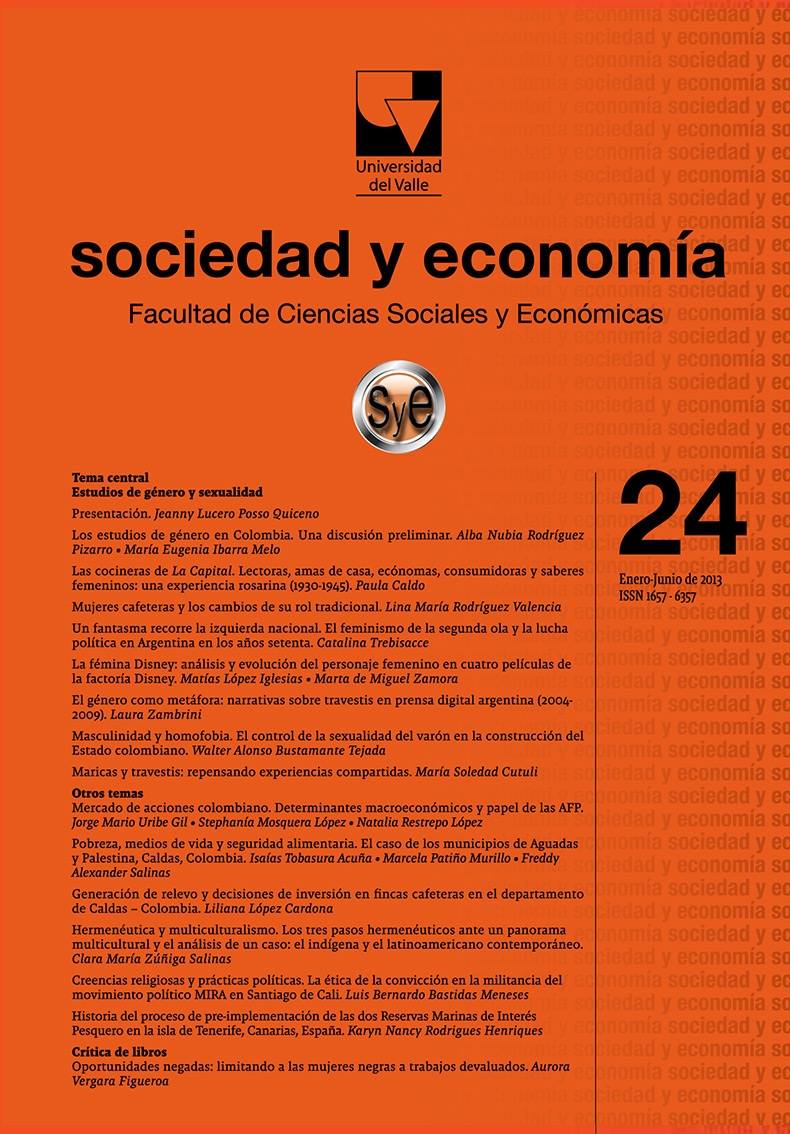 Universidad
del Valle
sociedad y economía
Facultad de Ciencias Sociales y Económicas
SyE
Tema central
Estudios de género y sexualidad
Presentación. Jeanny Lucero Posso Quiceno
Los estudios de género en Colombia. Una discusión preliminar. Alba Nubia Rodríguez
Pizarro • María Eugenia Ibarra Melo
Las cocineras de La Capital. Lectoras, amas de casa, ecónomas, consumidoras y saberes
femeninos: una experiencia rosarina (1930-1945). Paula Caldo
Mujeres cafeteras y los cambios de su rol tradicional. Lina María Rodríguez Valencia
Un fantasma recorre la izquierda nacional. El feminismo de la segunda ola y la lucha
política en Argentina en los años setenta. Catalina Trebisacce
La fémina Disney: análisis y evolución del personaje femenino en cuatro películas de
la factoría Disney. Matías López Iglesias • Marta de Miguel Zamora
El género como metáfora: narrativas sobre travestis en prensa digital argentina (2004-
2009). Laura Zambrini
Masculinidad y homofobia. El control de la sexualidad del varón en la construcción del
Estado colombiano. Walter Alonso Bustamante Tejada
Maricas y travestis: repensando experiencias compartidas. María Soledad Cutuli
Otros temas
Mercado de acciones colombiano. Determinantes macroeconómicos y papel de las AFP.
Jorge Mario Uribe Gil • Stephanía Mosquera López • Natalia Restrepo López
Pobreza, medios de vida y seguridad alimentaria. El caso de los municipios de Aguadas
y Palestina, Caldas, Colombia. Isaías Tobasura Acuña • Marcela Patiño Murillo • Freddy
Alexander Salinas
Generación de relevo y decisiones de inversión en fincas cafeteras en el departamento
de Caldas – Colombia. Liliana López Cardona
Hermenéutica y multiculturalismo. Los tres pasos hermenéuticos ante un panorama
multicultural y el análisis de un caso: el indígena y el latinoamericano contemporáneo.
Clara María Zúñiga Salinas
Creencias religiosas y prácticas políticas. La ética de la convicción en la militancia del
movimiento político MIRA en Santiago de Cali. Luis Bernardo Bastidas Meneses
Historia del proceso de pre-implementación de las dos Reservas Marinas de Interés
Pesquero en la isla de Tenerife, Canarias, España. Karyn Nancy Rodrigues Henriques
Crítica de libros
Oportunidades negadas: limitando a las mujeres negras a trabajos devaluados. Aurora
Vergara Figueroa
24
Enero-Junio de 2013
ISSN 1657 - 6357